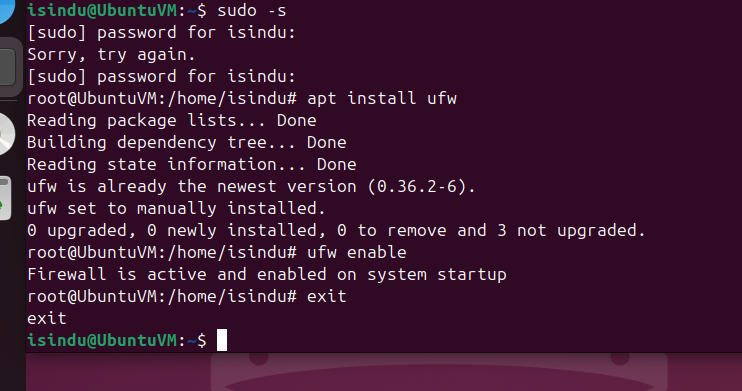 isindu@UbuntuVM:~$ sudo -s
[sudo] password for isindu:
Sorry, try again.
[sudo] password for isindu:
root@UbuntuVM:/home/isindu# apt install ufw
Reading package lists... Done
Building dependency tree... Done
Reading state information... Done
ufw is already the newest version (0.36.2-6).
ufw set to manually installed.
0 upgraded, 0 newly installed, 0 to remove and 3 not upgraded.
root@UbuntuVM:/home/isindu# ufw enable
Firewall is active and enabled on system startup
root@UbuntuVM:/home/isindu# exit
exit
isindu@UbuntuVM:~$